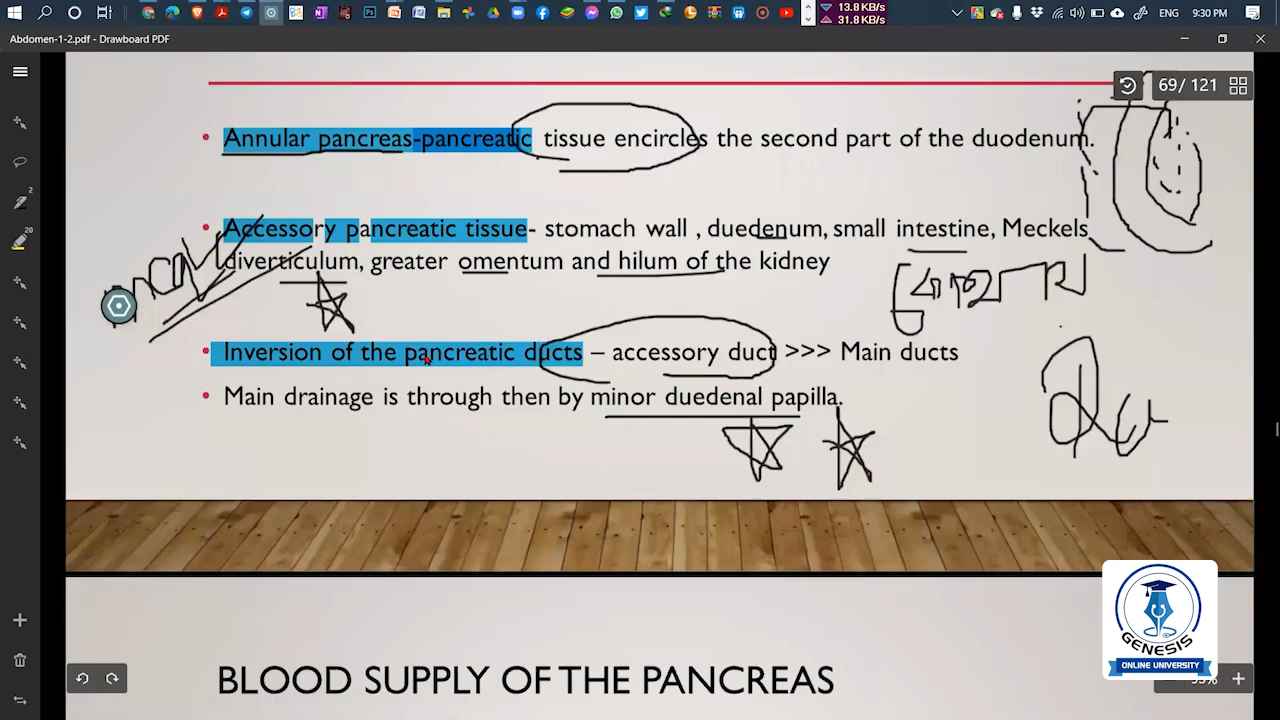 ENG
9:30 PM
13.8 KB/s
31.8 KB/s
Abdomen-1-2.pdf - Drawboard PDF
69 / 121
• Annular pancreas-pancreatic tissue encircles the second part of the duodenum.
• Accessory pancreatic tissue- stomach wall , duedenum, small intestine, Meckels
diverticulum, greater omentum and hilum of the kidney
• Inversion of the pancreatic ducts – accessory duct >>> Main ducts
• Main drainage is through then by minor duedenal papilla.
2
20
BLOOD SUPPLY OF THE PANCREAS
GENESIS
ONLINE UNIVERSITY